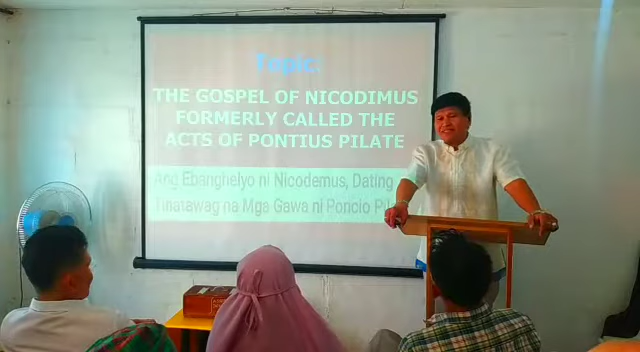 Topic:
THE GOSPEL OF NICODIMUS
FORMERLY CALLED THE
ACTS OF PONTIUS PILATE
Ang Ebanghelyo ni Nicodemus, Dating
Tinatawag na Mga Gawa ni Poncio